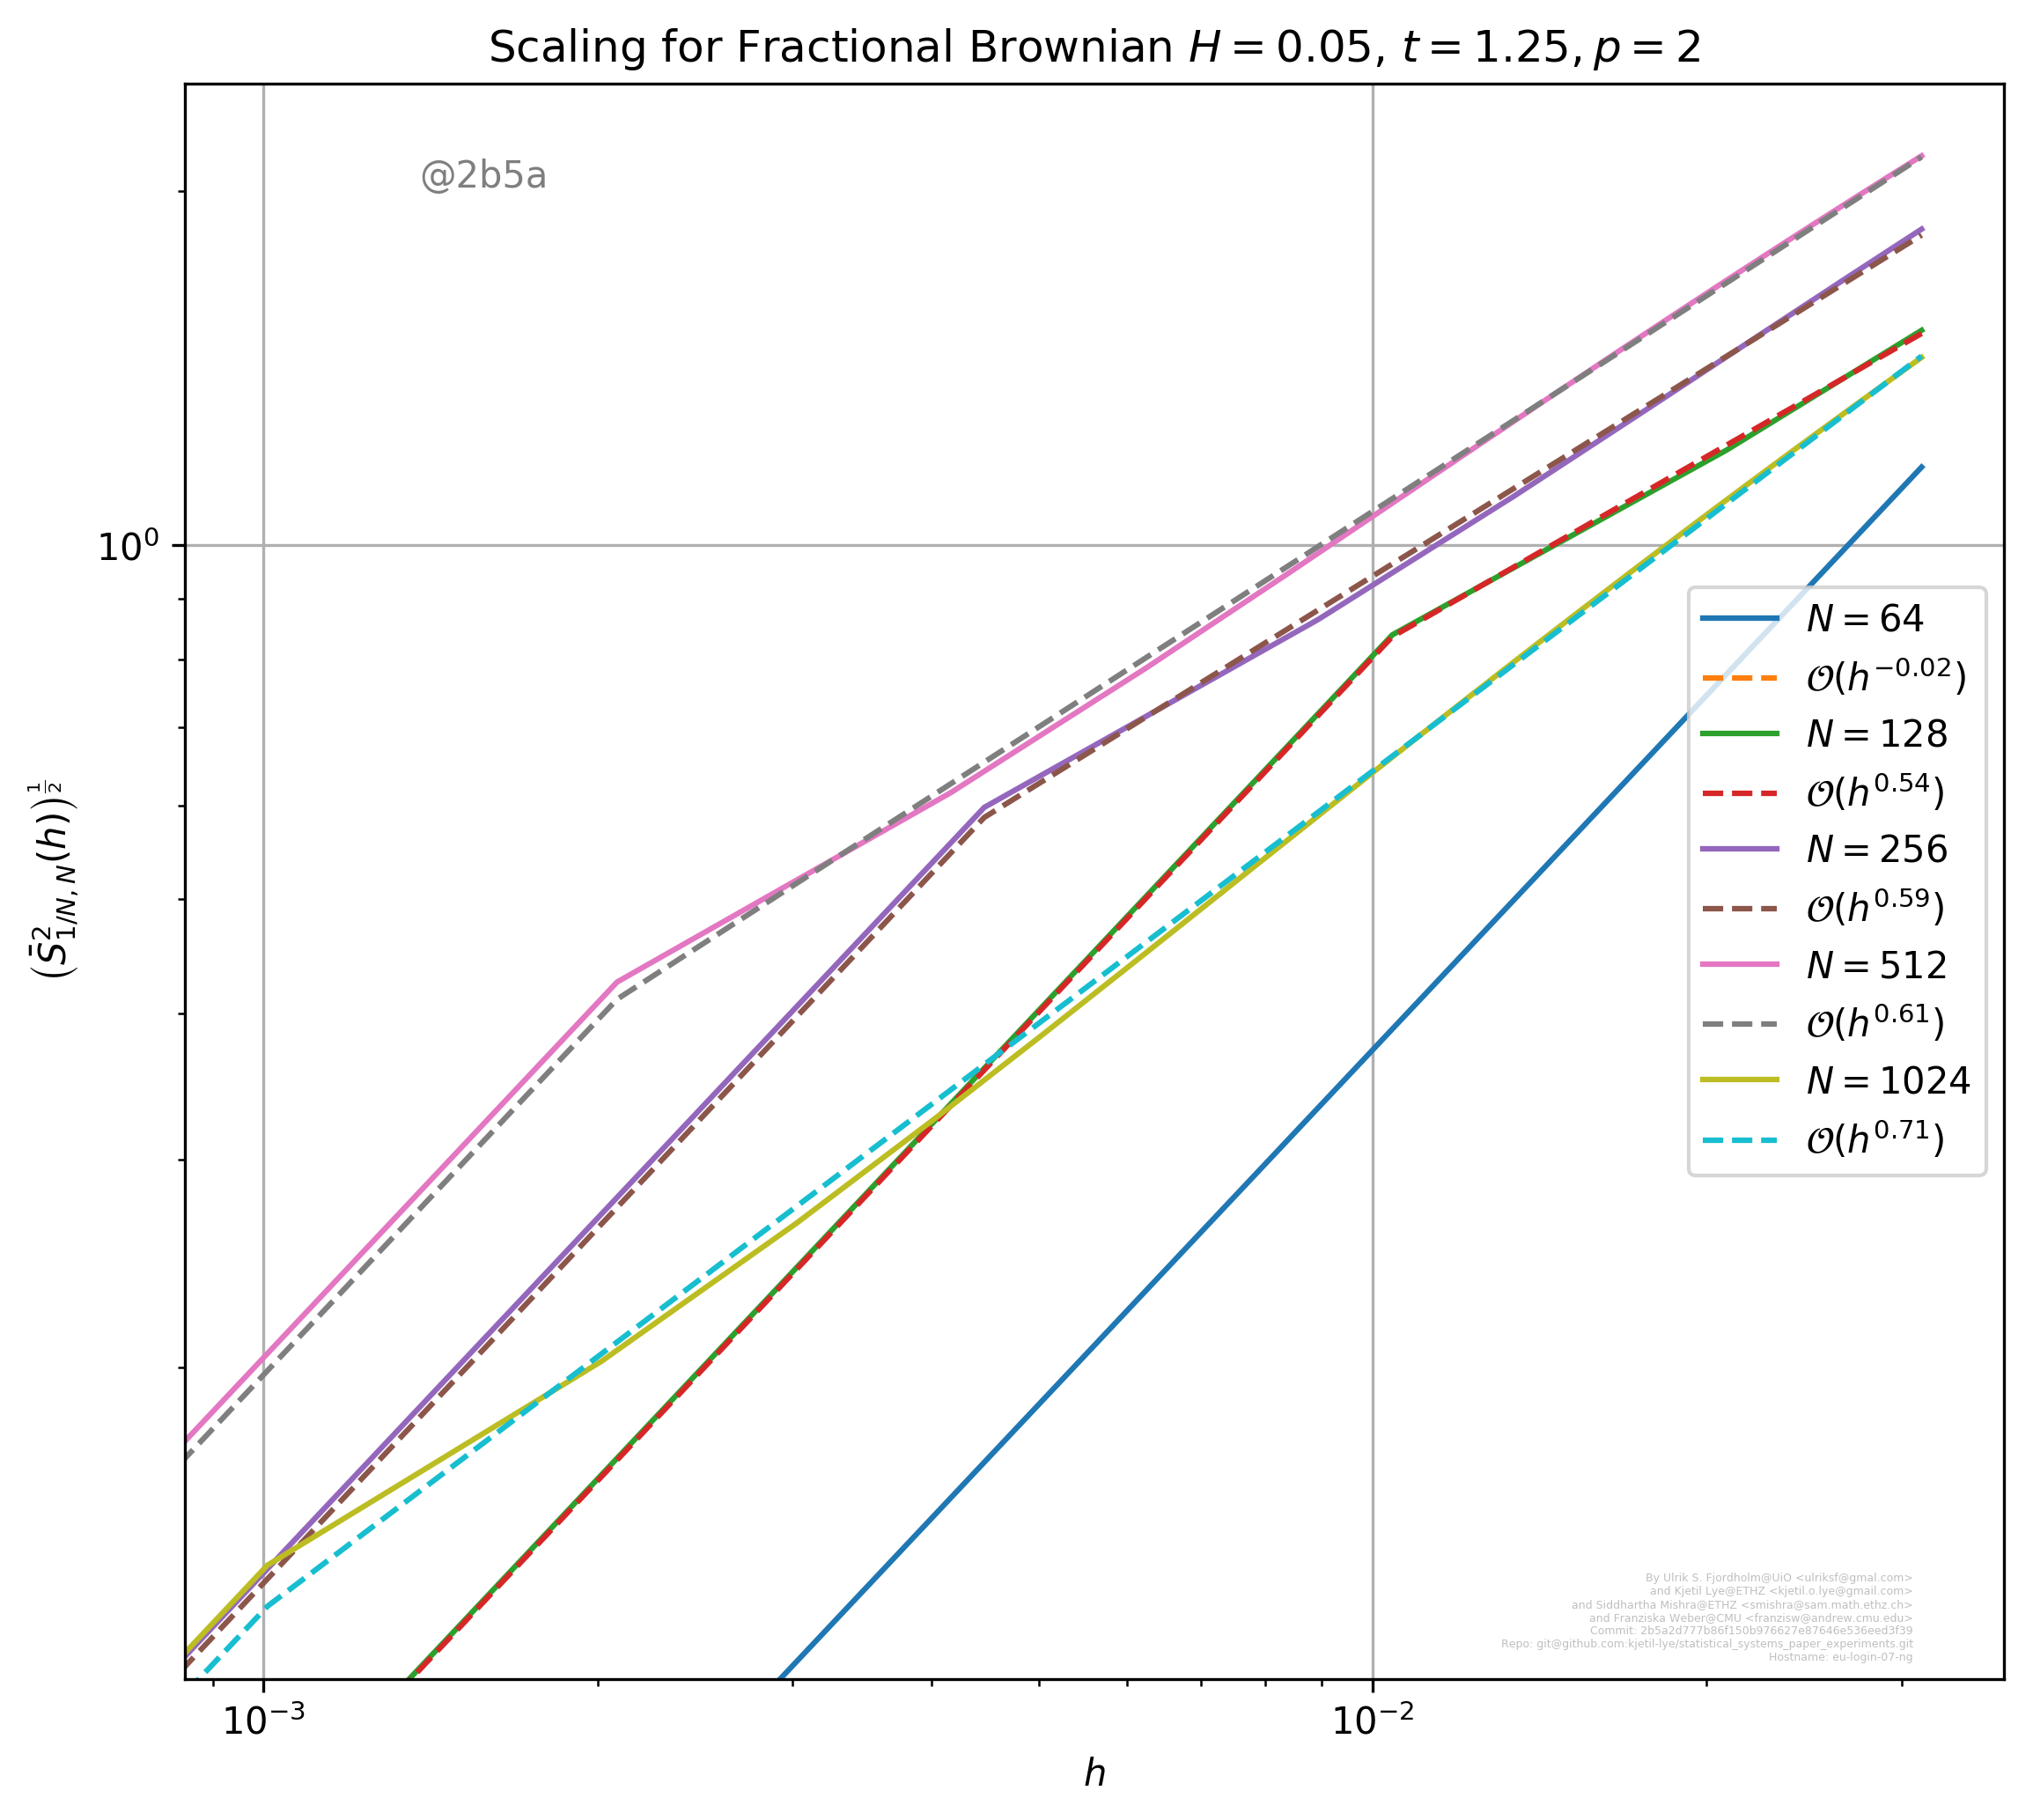 Scaling for Fractional Brownian H = 0.05, t = 1.25, p = 2
@2b5a
10⁰
(S̄²₁/N, N(h))^½
N = 64
𝒪(h^−0.02)
N = 128
𝒪(h^0.54)
N = 256
𝒪(h^0.59)
N = 512
𝒪(h^0.61)
N = 1024
𝒪(h^0.71)
By Ulrik S. Fjordholm@UiO <ulriksf@gmal.com>
and Kjetil Lye@ETHZ <kjetil.o.lye@gmail.com>
and Siddhartha Mishra@ETHZ <smishra@sam.math.ethz.ch>
and Franziska Weber@CMU <franzisw@andrew.cmu.edu>
Commit: 2b5a2d777b86f150b976627e87646e536eed3f39
Repo: git@github.com:kjetil-lye/statistical_systems_paper_experiments.git
Hostname: eu-login-07-ng
10⁻³ 10⁻²
h